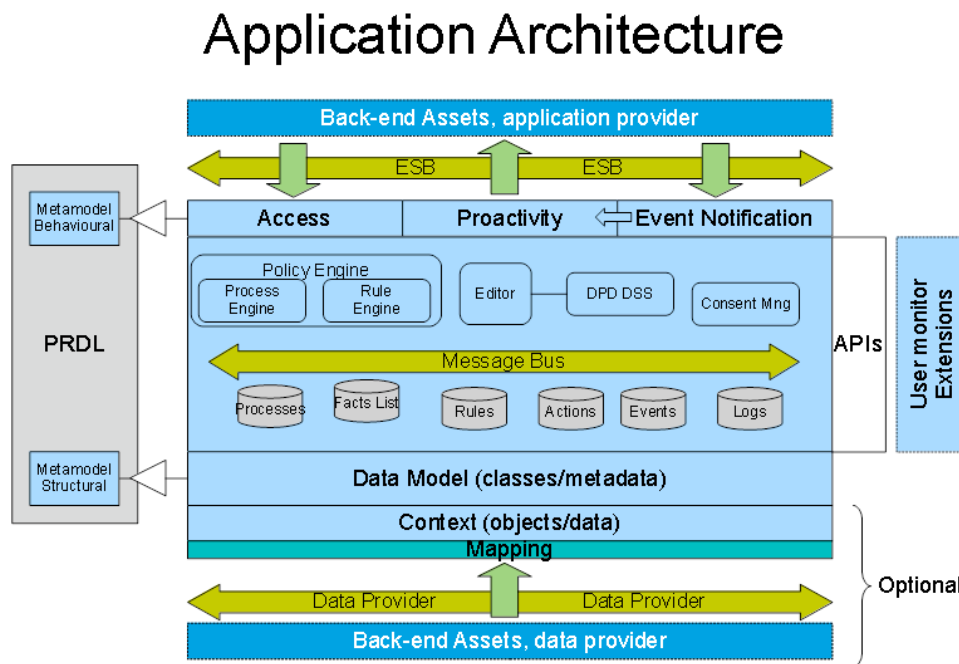 Application Architecture
Back-end Assets, application provider
ESB ESB
Metamodel
Behavioural
Access Proactivity Event Notification
Policy Engine
Process
Engine
Rule
Engine
Editor
DPD DSS
Consent Mng
PRDL
APIs
User monitor
Extensions
Message Bus
Processes
Facts List
Rules
Actions
Events
Logs
Metamodel
Structural
Data Model (classes/metadata)
Context (objects/data)
Mapping
Optional
Data Provider Data Provider
Back-end Assets, data provider